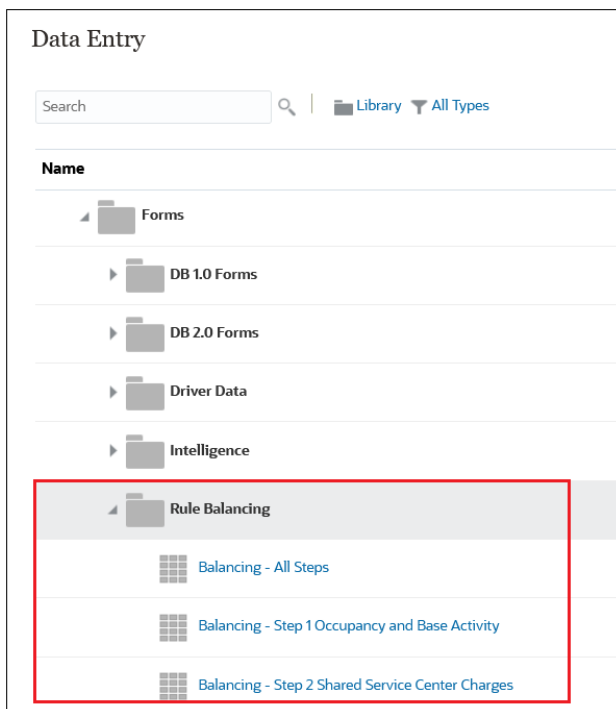 Data Entry
Search
Library
All Types
Name
Forms
DB 1.0 Forms
DB 2.0 Forms
Driver Data
Intelligence
Rule Balancing
Balancing - All Steps
Balancing - Step 1 Occupancy and Base Activity
Balancing - Step 2 Shared Service Center Charges